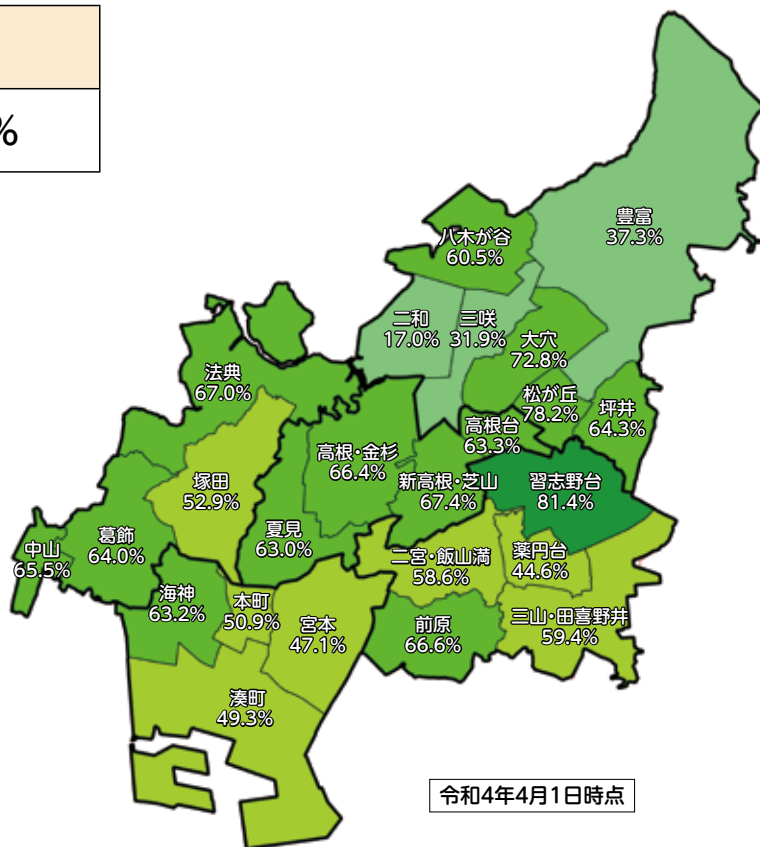 %
豊富
37.3%
八木が谷
60.5%
二和
17.0%
三咲
31.9%
大穴
72.8%
法典
67.0%
松が丘
78.2%
坪井
64.3%
高根台
63.3%
高根・金杉
66.4%
塚田
52.9%
新高根・芝山
67.4%
習志野台
81.4%
夏見
63.0%
葛飾
64.0%
中山
65.5%
二宮・飯山満
58.6%
薬円台
44.6%
海神
63.2%
本町
50.9%
宮本
47.1%
前原
66.6%
三山・田喜野井
59.4%
湊町
49.3%
令和4年4月1日時点